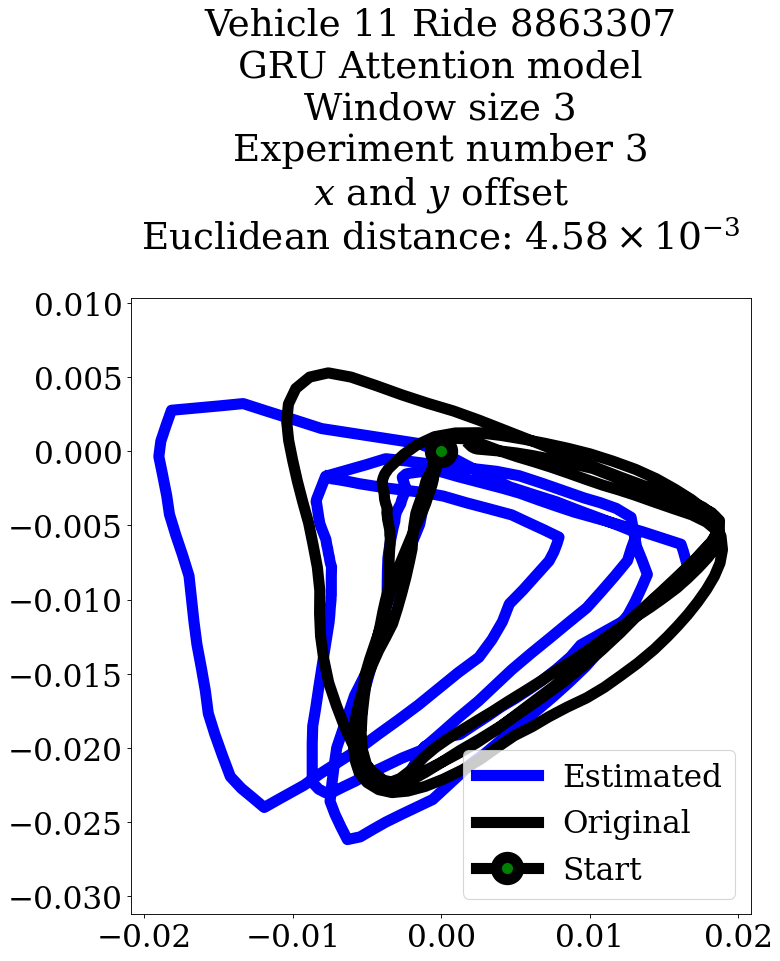 Vehicle 11 Ride 8863307
GRU Attention model
Window size 3
Experiment number 3
x and y offset
Euclidean distance: 4.58 × 10⁻³
0.010
0.005
0.000
−0.005
−0.010
−0.015
−0.020
−0.025
−0.030
Estimated
Original
Start
−0.02 −0.01 0.00 0.01 0.02